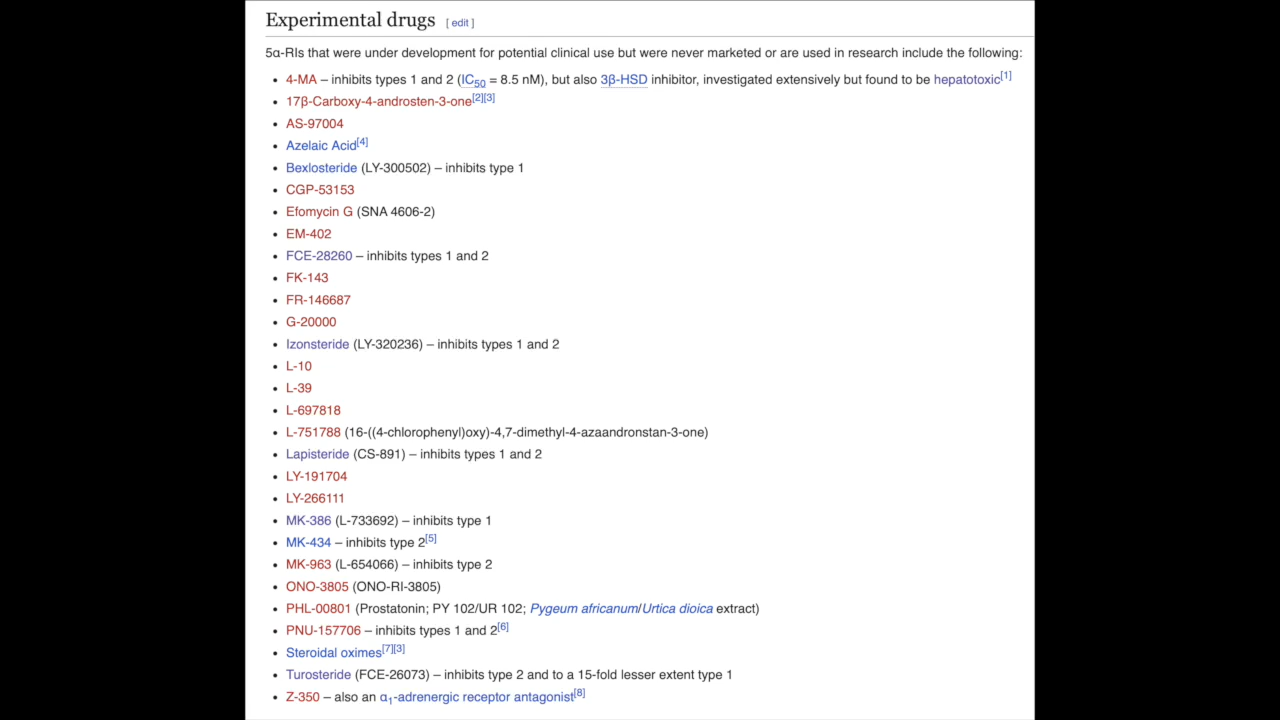 Experimental drugs [ edit ]
5α-RIs that were under development for potential clinical use but were never marketed or are used in research include the following:
• 4-MA – inhibits types 1 and 2 (IC50 = 8.5 nM), but also 3β-HSD inhibitor, investigated extensively but found to be hepatotoxic[1]
• 17β-Carboxy-4-androsten-3-one[2][3]
• AS-97004
• Azelaic Acid[4]
• Bexlosteride (LY-300502) – inhibits type 1
• CGP-53153
• Efomycin G (SNA 4606-2)
• EM-402
• FCE-28260 – inhibits types 1 and 2
• FK-143
• FR-146687
• G-20000
• Izonsteride (LY-320236) – inhibits types 1 and 2
• L-10
• L-39
• L-697818
• L-751788 (16-((4-chlorophenyl)oxy)-4,7-dimethyl-4-azaandronstan-3-one)
• Lapisteride (CS-891) – inhibits types 1 and 2
• LY-191704
• LY-266111
• MK-386 (L-733692) – inhibits type 1
• MK-434 – inhibits type 2[5]
• MK-963 (L-654066) – inhibits type 2
• ONO-3805 (ONO-RI-3805)
• PHL-00801 (Prostatonin; PY 102/UR 102; Pygeum africanum/Urtica dioica extract)
• PNU-157706 – inhibits types 1 and 2[6]
• Steroidal oximes[7][3]
• Turosteride (FCE-26073) – inhibits type 2 and to a 15-fold lesser extent type 1
• Z-350 – also an α1-adrenergic receptor antagonist[8]